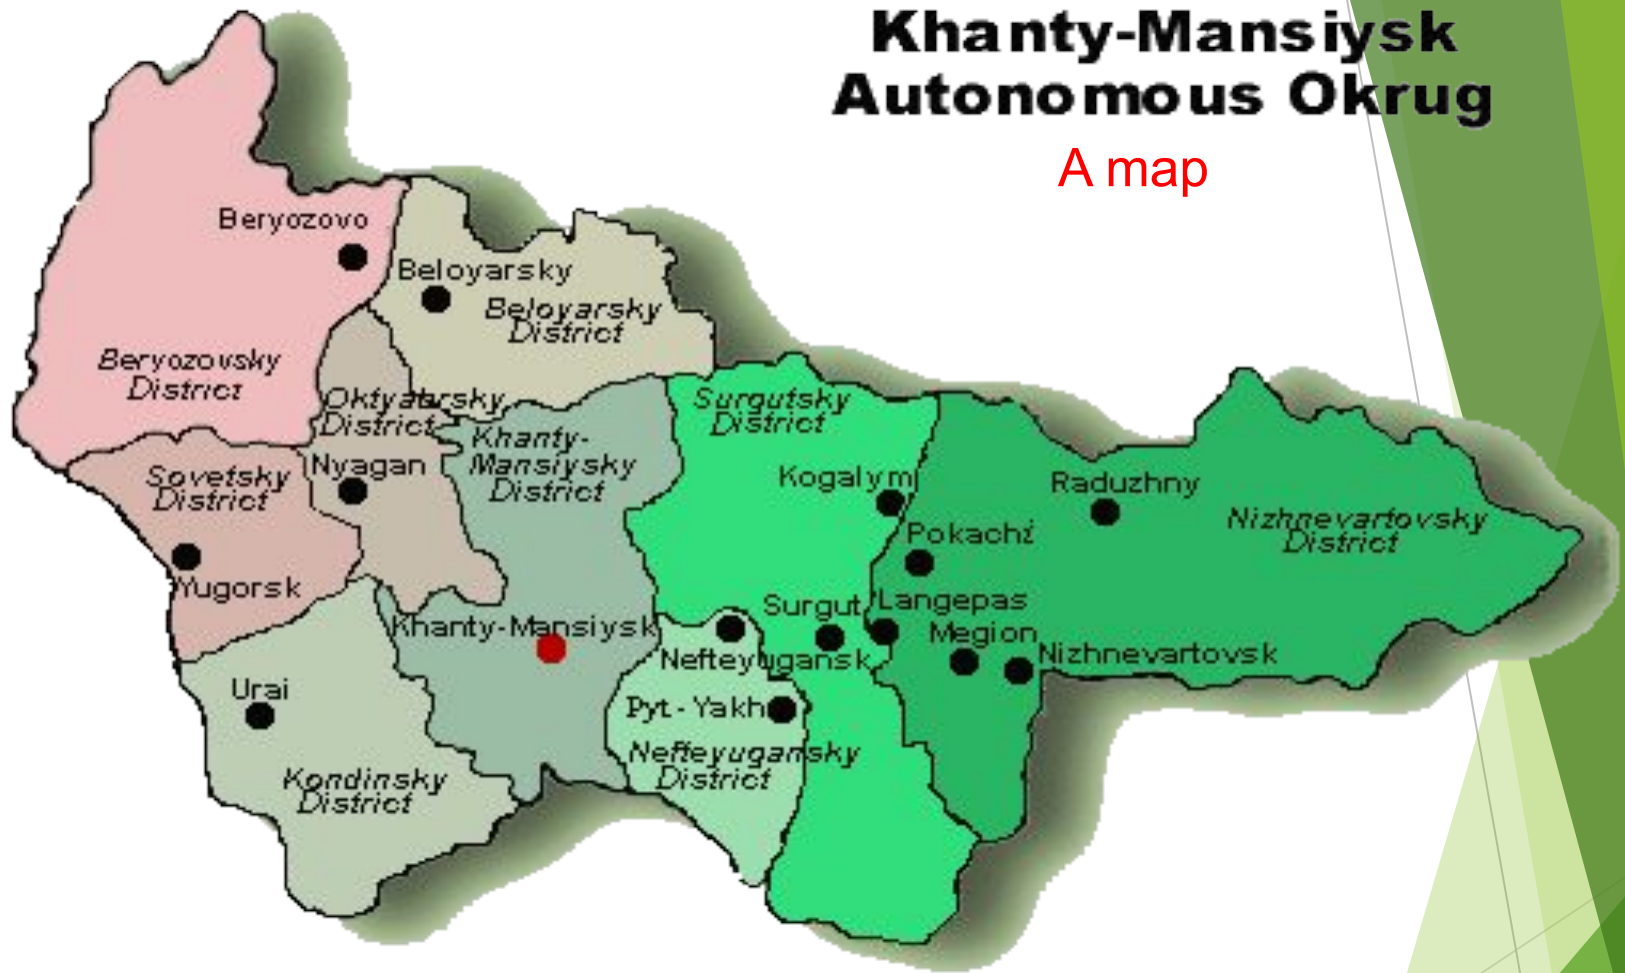 Khanty-Mansiysk
Autonomous Okrug
A map
Beryozovo
Beloyarsky
Beloyarsky
District
Beryozovsky
District
Oktyabrsky
District
Surgutsky
District
Khanty-
Mansiysky
District
Sovetsky
District
Nyagan
Kogalym
Raduzhny
Nizhnevartovsky
District
Pokachi
Yugorsk
Surgut
Langepas
Khanty-Mansiysk
Megion
Nefteyugansk
Nizhnevartovsk
Urai
Pyt-Yakh
Nefteyugansky
District
Kondinsky
District